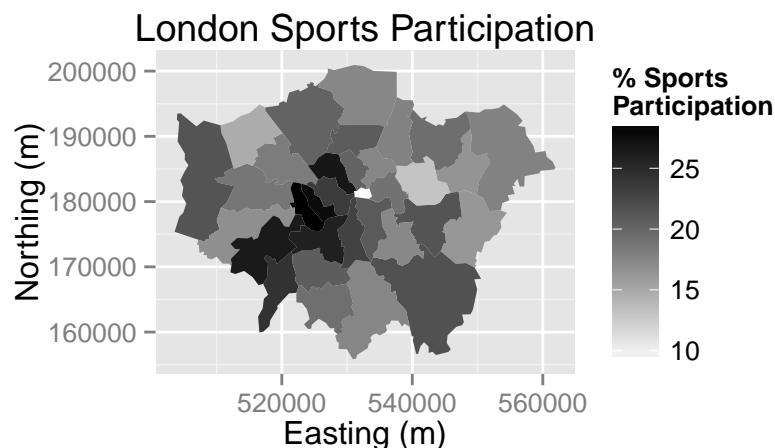 London Sports Participation
200000
190000
180000
170000
160000
Northing (m)
520000 540000 560000
Easting (m)
% Sports
Participation
25
20
15
10